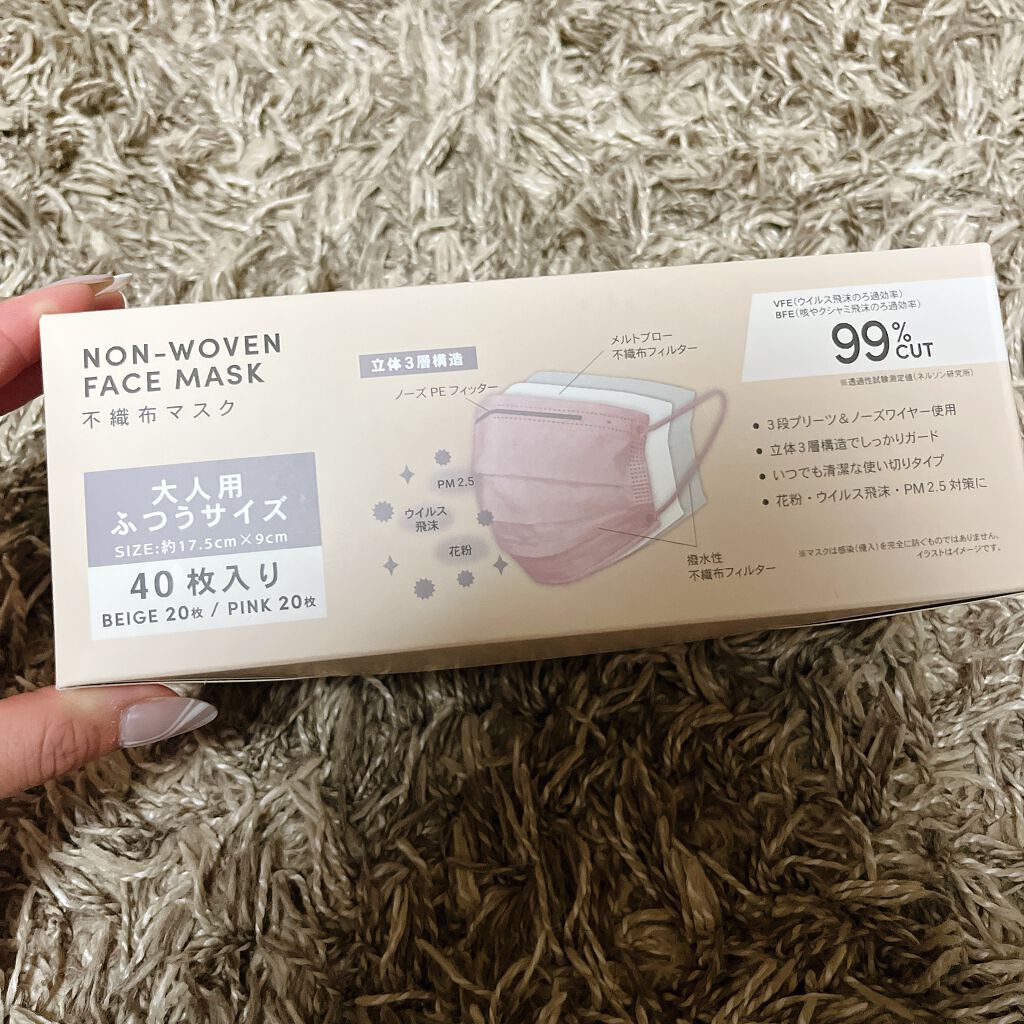 NON-WOVEN
FACE MASK
不織布マスク
大人用
ふつうサイズ
SIZE:約17.5cm×9cm
40枚入り
BEIGE 20枚 / PINK 20枚
立体3層構造
メルトブロー
不織布フィルター
ノーズPEフィッター
PM2.5
ウイルス
飛沫
花粉
撥水性
不織布フィルター
VFE(ウイルス飛沫のろ過効率)
BFE(咳やクシャミ飛沫のろ過効率)
99%CUT
※透過性試験測定値(ネルソン研究所)
● 3段プリーツ&ノーズワイヤー使用
● 立体3層構造でしっかりガード
● いつでも清潔な使い切りタイプ
● 花粉・ウイルス飛沫・PM2.5対策に
※マスクは感染(侵入)を完全に防ぐものではありません。
イラストはイメージです。